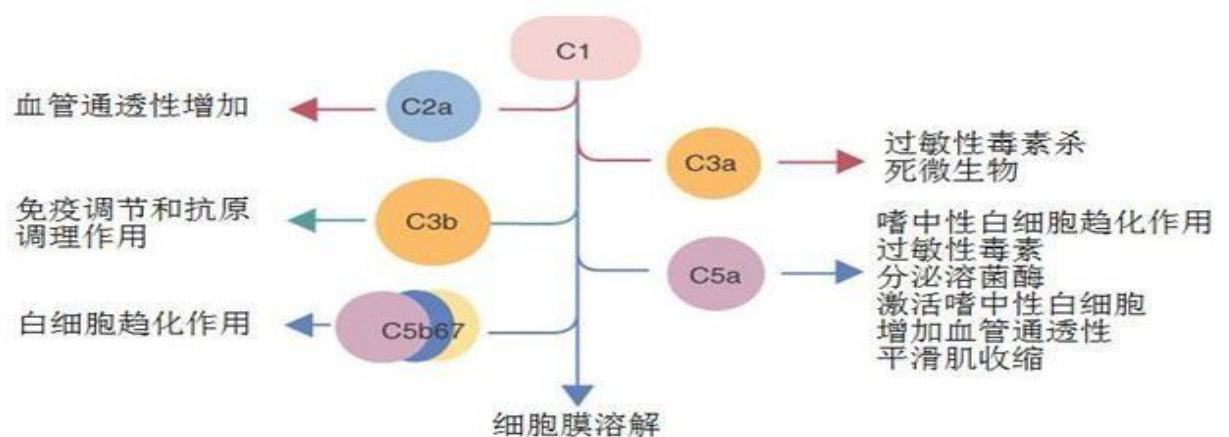 C1
血管通透性增加
C2a
C3a
过敏性毒素杀
死微生物
免疫调节和抗原
调理作用
C3b
C5a
嗜中性白细胞趋化作用
过敏性毒素
分泌溶菌酶
激活嗜中性白细胞
增加血管通透性
平滑肌收缩
白细胞趋化作用
C5b67
细胞膜溶解